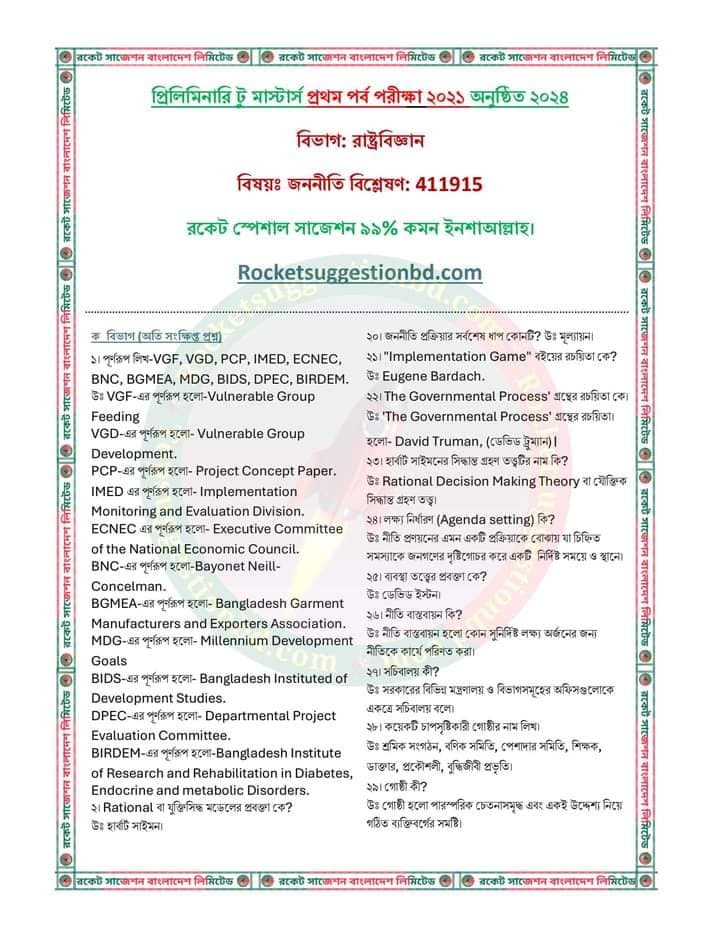 রকেট সাজেশন বাংলাদেশ লিমিটেড রকেট সাজেশন বাংলাদেশ লিমিটেড রকেট সাজেশন বাংলাদেশ লিমিটেড
প্রিলিমিনারি টু মাস্টার্স প্রথম পর্ব পরীক্ষা ২০২১ অনুষ্ঠিত ২০২৪
বিভাগ: রাষ্ট্রবিজ্ঞান
বিষয়ঃ জননীতি বিশ্লেষণ: 411915
রকেট স্পেশাল সাজেশন ৯৯% কমন ইনশাআল্লাহ।
Rocketsuggestionbd.com
ক বিভাগ (অতি সংক্ষিপ্ত প্রশ্ন)
১। পূর্ণরূপ লিখ-VGF, VGD, PCP, IMED, ECNEC,
BNC, BGMEA, MDG, BIDS, DPEC, BIRDEM.
উঃ VGF-এর পূর্ণরূপ হলো-Vulnerable Group
Feeding
VGD-এর পূর্ণরূপ হলো- Vulnerable Group
Development.
PCP-এর পূর্ণরূপ হলো- Project Concept Paper.
IMED এর পূর্ণরূপ হলো- Implementation
Monitoring and Evaluation Division.
ECNEC এর পূর্ণরূপ হলো- Executive Committee
of the National Economic Council.
BNC-এর পূর্ণরূপ হলো-Bayonet Neill-
Concelman.
BGMEA-এর পূর্ণরূপ হলো- Bangladesh Garment
Manufacturers and Exporters Association.
MDG-এর পূর্ণরূপ হলো- Millennium Development
Goals
BIDS-এর পূর্ণরূপ হলো- Bangladesh Instituted of
Development Studies.
DPEC-এর পূর্ণরূপ হলো- Departmental Project
Evaluation Committee.
BIRDEM-এর পূর্ণরূপ হলো-Bangladesh Institute
of Research and Rehabilitation in Diabetes,
Endocrine and metabolic Disorders.
২। Rational বা যুক্তিসিদ্ধ মডেলের প্রবক্তা কে?
উঃ হার্বাট সাইমন।
২০। জননীতি প্রক্রিয়ার সর্বশেষ ধাপ কোনটি? উঃ মূল্যায়ন।
২১। "Implementation Game" বইয়ের রচয়িতা কে?
উঃ Eugene Bardach.
২২। The Governmental Process' গ্রন্থের রচয়িতা কে।
উঃ 'The Governmental Process' গ্রন্থের রচয়িতা।
হলো- David Truman, (ডেভিড ট্রুম্যান)।
২৩। হার্বাট সাইমনের সিদ্ধান্ত গ্রহণ তত্ত্বটির নাম কি?
উঃ Rational Decision Making Theory বা যৌক্তিক
সিদ্ধান্ত গ্রহণ তত্ত্ব।
২৪। লক্ষ্য নির্ধারণ (Agenda setting) কি?
উঃ নীতি প্রণয়নের এমন একটি প্রক্রিয়াকে বোঝায় যা চিহ্নিত
সমস্যাকে জনগণের দৃষ্টিগোচর করে একটি নির্দিষ্ট সময়ে ও স্থানে।
২৫। ব্যবস্থা তত্ত্বের প্রবক্তা কে?
উঃ ডেভিড ইস্টন।
২৬। নীতি বাস্তবায়ন কি?
উঃ নীতি বাস্তবায়ন হলো কোন সুনির্দিষ্ট লক্ষ্য অর্জনের জন্য
নীতিকে কার্যে পরিণত করা।
২৭। সচিবালয় কী?
উঃ সরকারের বিভিন্ন মন্ত্রণালয় ও বিভাগসমূহের অফিসগুলোকে
একত্রে সচিবালয় বলে।
২৮। কয়েকটি চাপসৃষ্টিকারী গোষ্ঠীর নাম লিখ।
উঃ শ্রমিক সংগঠন, বণিক সমিতি, পেশাদার সমিতি, শিক্ষক,
ডাক্তার, প্রকৌশলী, বুদ্ধিজীবী প্রভৃতি।
২৯। গোষ্ঠী কী?
উঃ গোষ্ঠী হলো পারস্পরিক চেতনাসমৃদ্ধ এবং একই উদ্দেশ্য নিয়ে
গঠিত ব্যক্তিবর্গের সমষ্টি।
রকেট সাজেশন বাংলাদেশ লিমিটেড রকেট সাজেশন বাংলাদেশ লিমিটেড রকেট সাজেশন বাংলাদেশ লিমিটেড